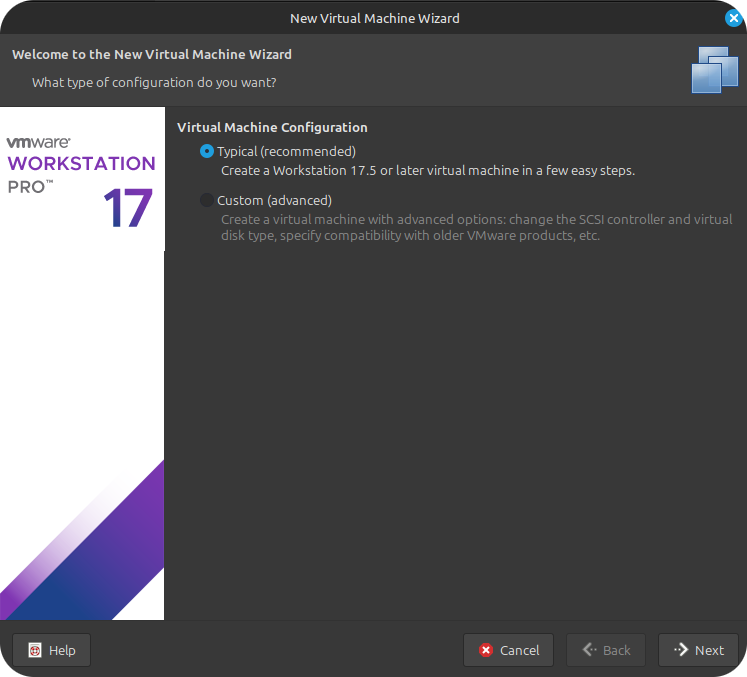 New Virtual Machine Wizard
Welcome to the New Virtual Machine Wizard
What type of configuration do you want?
vmware®
WORKSTATION
PRO™
17
Virtual Machine Configuration
Typical (recommended)
Create a Workstation 17.5 or later virtual machine in a few easy steps.
Custom (advanced)
Create a virtual machine with advanced options: change the SCSI controller and virtual
disk type, specify compatibility with older VMware products, etc.
Help
Cancel
Back
Next